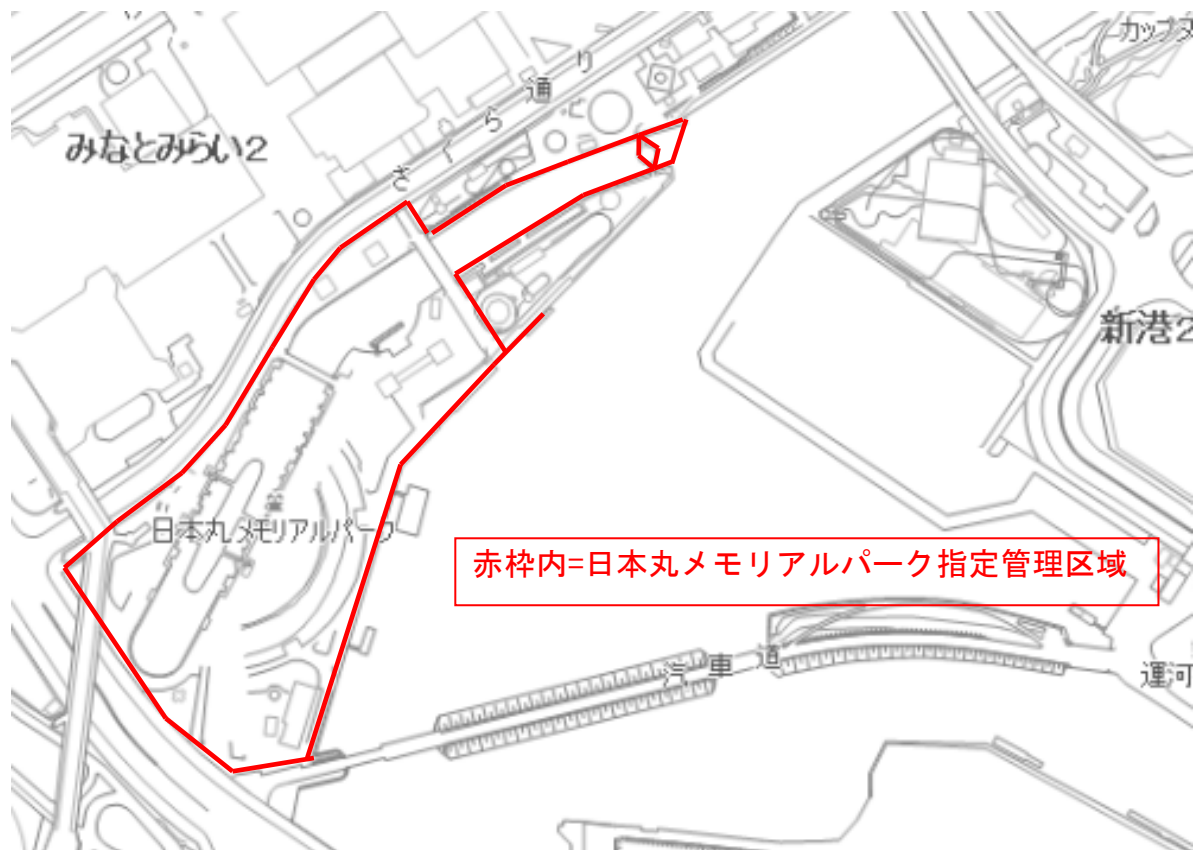 カップヌ
みなとみらい2
さくら通り
と
新港2
日本丸メモリアルパーク
赤枠内=日本丸メモリアルパーク指定管理区域
汽車道
運河